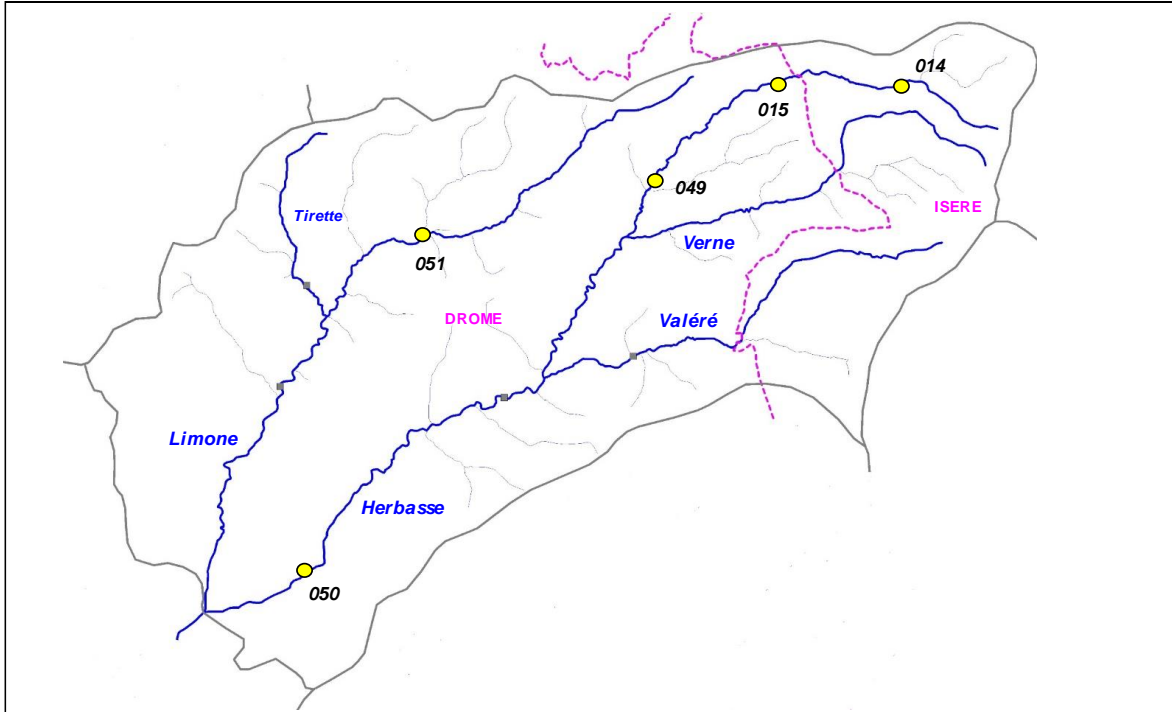 014
015
049
ISERE
Tirette
Verne
051
DROME
Valéré
Limone
Herbasse
050